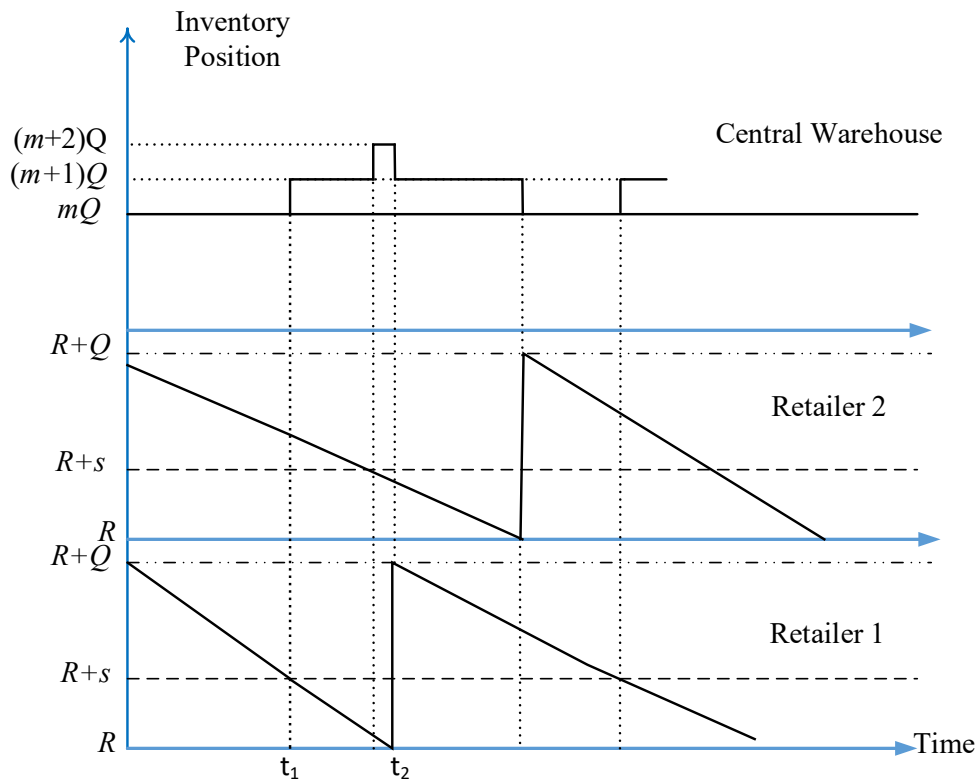 Inventory
Position
(m+2)Q
Central Warehouse
(m+1)Q
mQ
R+Q
Retailer 2
R+s
R
R+Q
Retailer 1
R+s
R
Time
t₁
t₂